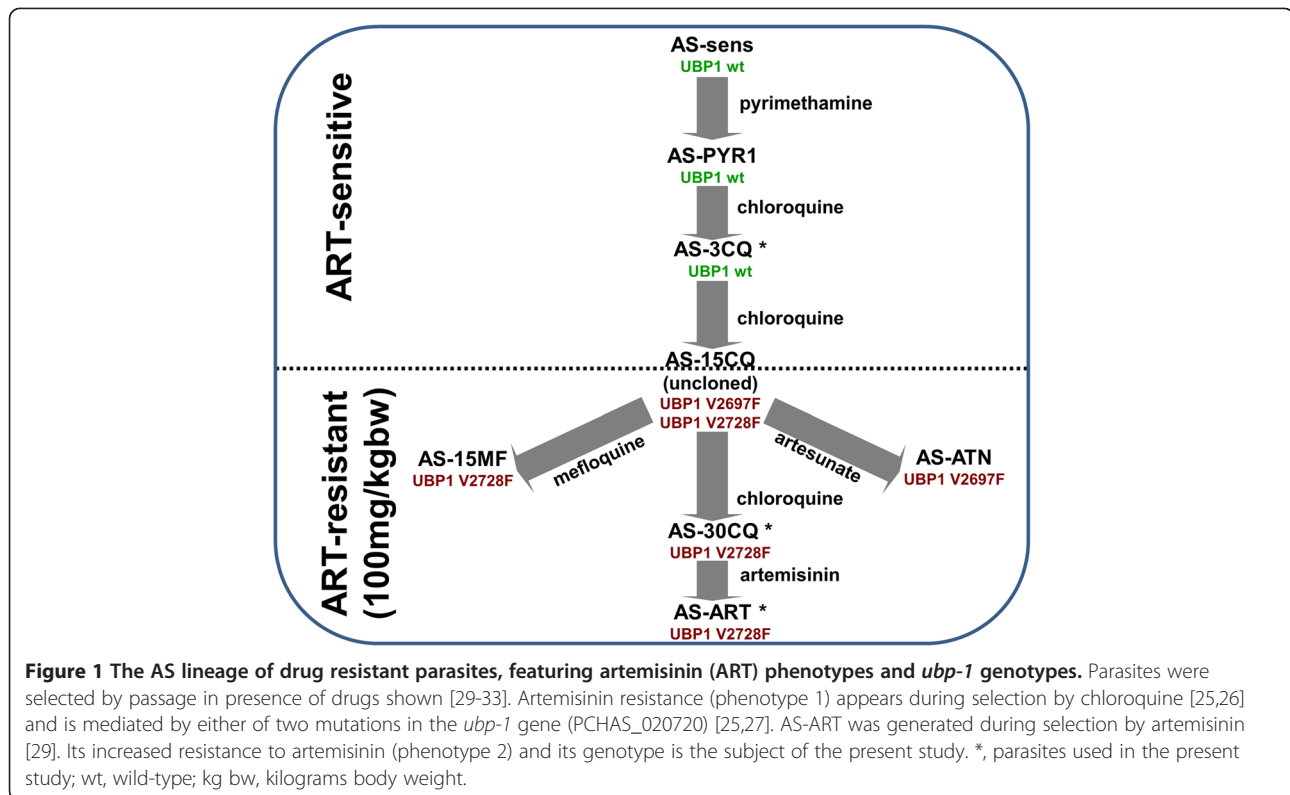 ART-sensitive
AS-sens
UBP1 wt
pyrimethamine
AS-PYR1
UBP1 wt
chloroquine
AS-3CQ *
UBP1 wt
chloroquine
AS-15CQ
(uncloned)
UBP1 V2697F
UBP1 V2728F
ART-resistant
(100mg/kgbw)
AS-15MF
UBP1 V2728F
mefloquine
artesunate
AS-ATN
UBP1 V2697F
chloroquine
AS-30CQ *
UBP1 V2728F
artemisinin
AS-ART *
UBP1 V2728F
Figure 1 The AS lineage of drug resistant parasites, featuring artemisinin (ART) phenotypes and ubp-1 genotypes. Parasites were
selected by passage in presence of drugs shown [29-33]. Artemisinin resistance (phenotype 1) appears during selection by chloroquine [25,26]
and is mediated by either of two mutations in the ubp-1 gene (PCHAS_020720) [25,27]. AS-ART was generated during selection by artemisinin
[29]. Its increased resistance to artemisinin (phenotype 2) and its genotype is the subject of the present study. *, parasites used in the present
study; wt, wild-type; kg bw, kilograms body weight.